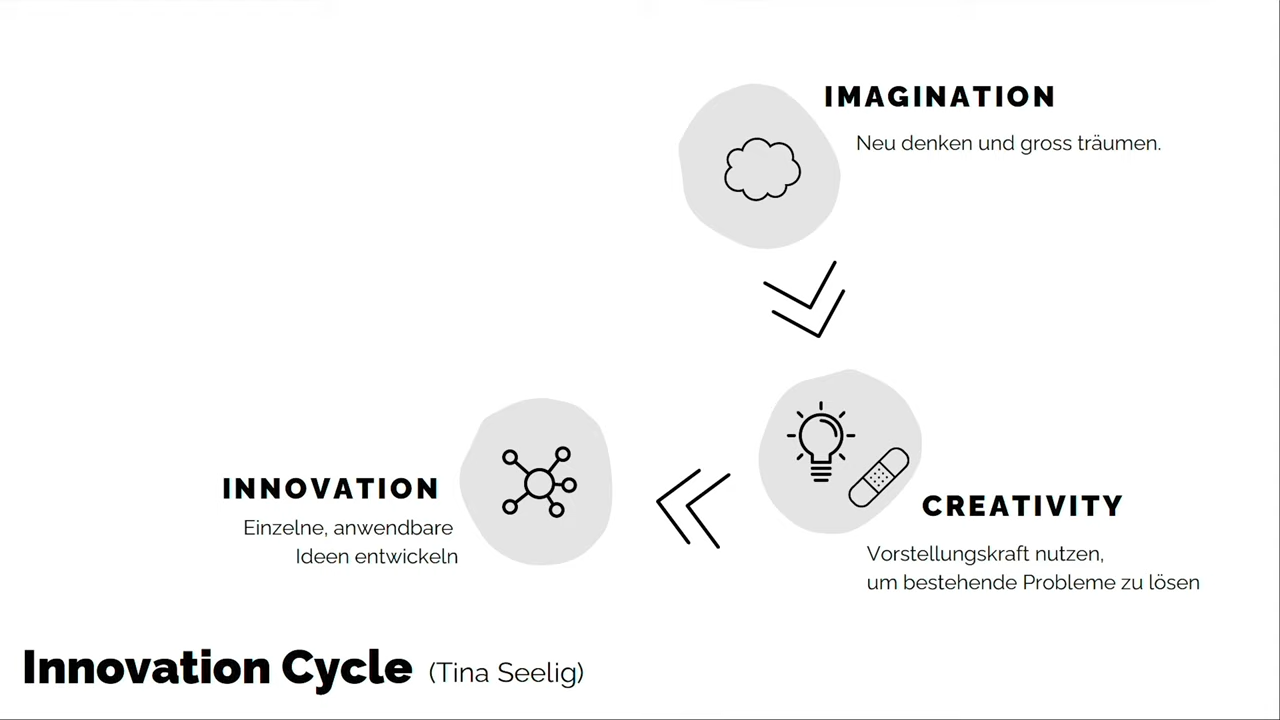 IMAGINATION
Neu denken und gross träumen.
CREATIVITY
Vorstellungskraft nutzen,
um bestehende Probleme zu lösen
INNOVATION
Einzelne, anwendbare
Ideen entwickeln
Innovation Cycle (Tina Seelig)